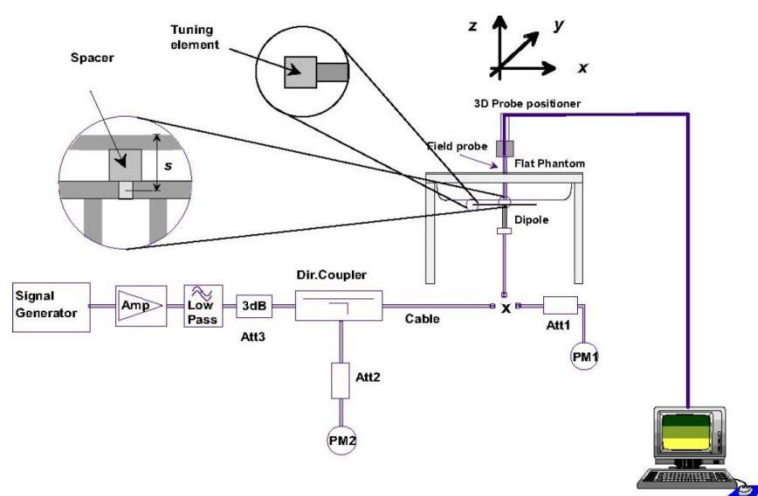 Tuning
element
Spacer
s
z
y
x
3D Probe positioner
Field probe
Flat Phantom
Dipole
Dir.Coupler
Signal
Generator
Amp
Low
Pass
3dB
Att3
Cable
x
Att1
PM1
Att2
PM2